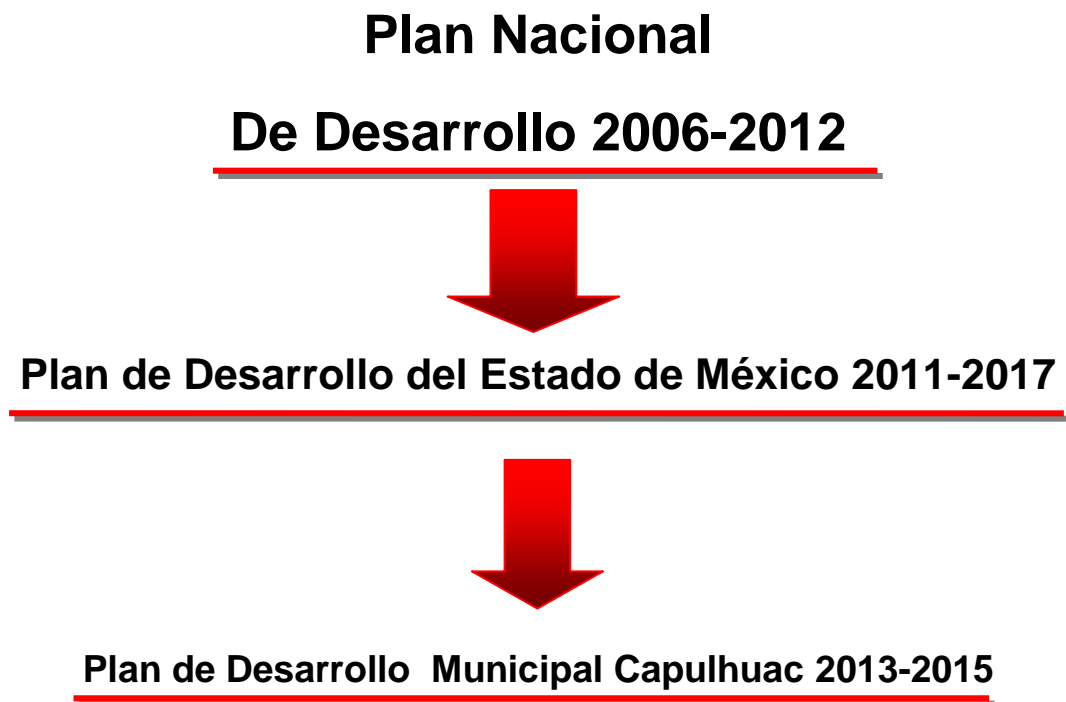 Plan Nacional
De Desarrollo 2006-2012
Plan de Desarrollo del Estado de México 2011-2017
Plan de Desarrollo  Municipal Capulhuac 2013-2015